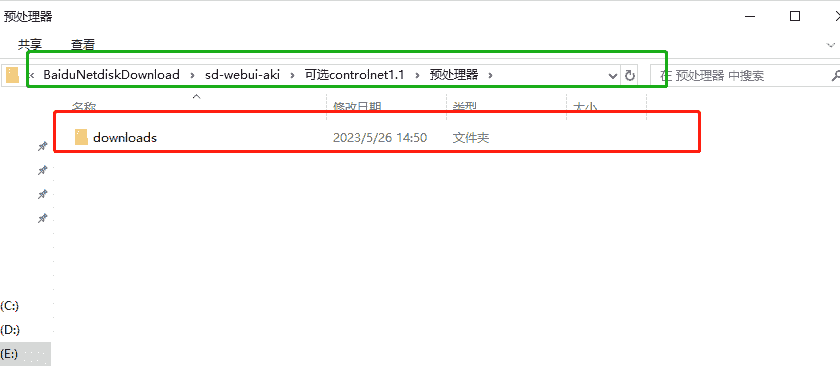 预处理器
共享 查看
« BaiduNetdiskDownload › sd-webui-aki › 可选controlnet1.1 › 预处理器 ›
在 预处理器 中搜索
名称 修改日期 类型 大小
downloads 2023/5/26 14:50 文件夹
(C:)
(D:)
(E:)